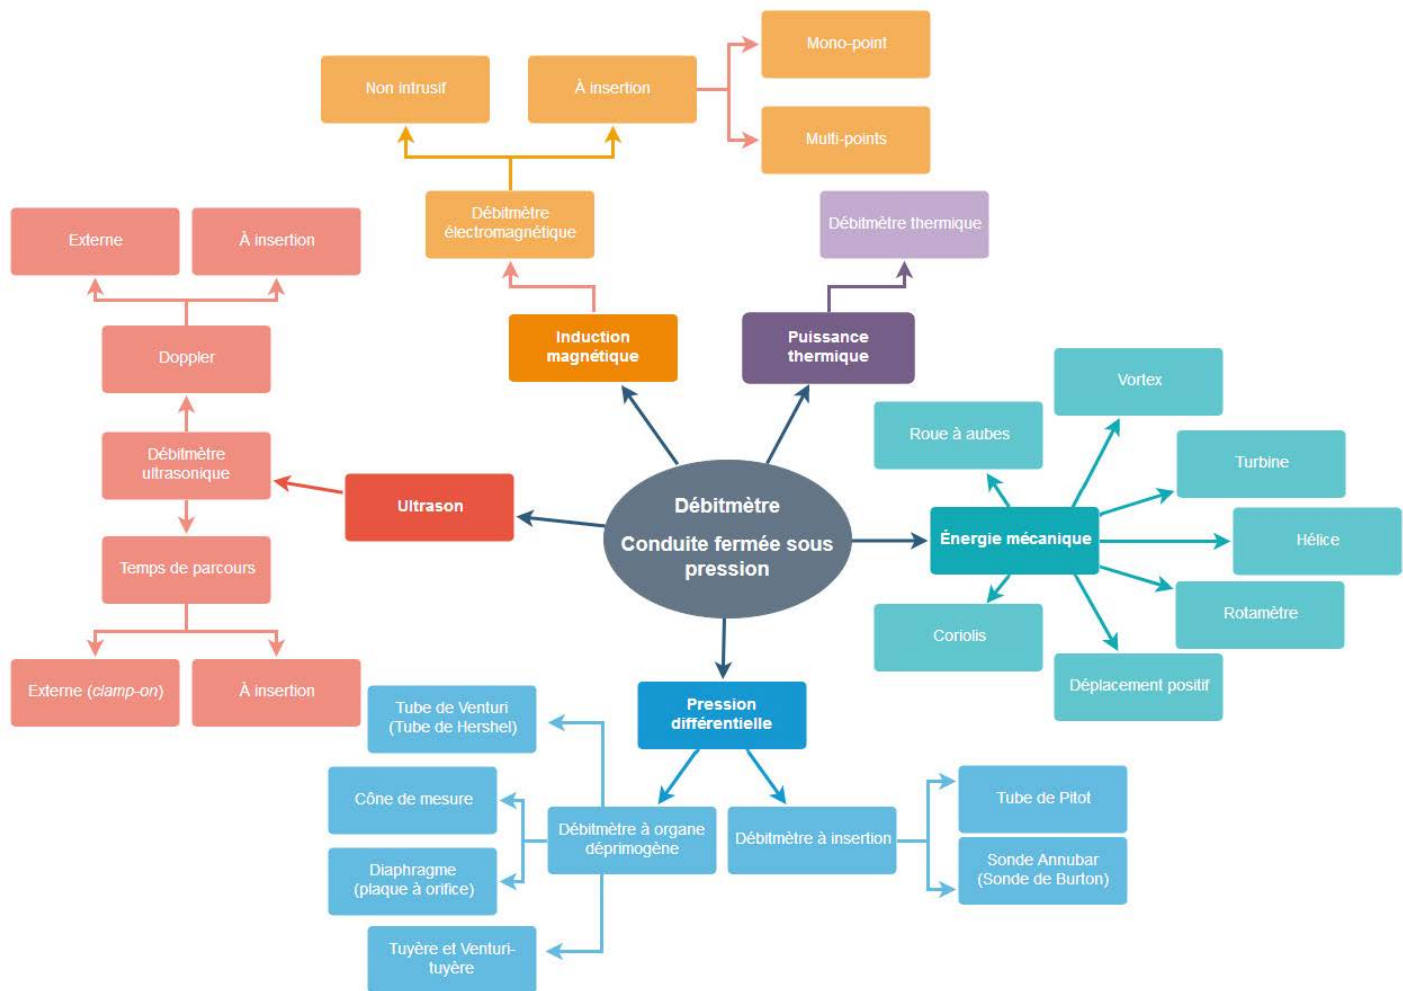 Mono-point
Non intrusif
À insertion
Multi-points
Débitmètre
électromagnétique
Débitmètre thermique
Externe
À insertion
Induction
magnétique
Puissance
thermique
Doppler
Vortex
Roue à aubes
Débitmètre
ultrasonique
Turbine
Ultrason
Débitmètre
Conduite fermée sous
pression
Énergie mécanique
Hélice
Temps de parcours
Rotamètre
Coriolis
Externe (clamp-on)
À insertion
Déplacement positif
Tube de Venturi
(Tube de Hershel)
Pression
différentielle
Cône de mesure
Tube de Pitot
Débitmètre à organe
déprimogène
Débitmètre à insertion
Diaphragme
(plaque à orifice)
Sonde Annubar
(Sonde de Burton)
Tuyère et Venturi-
tuyère